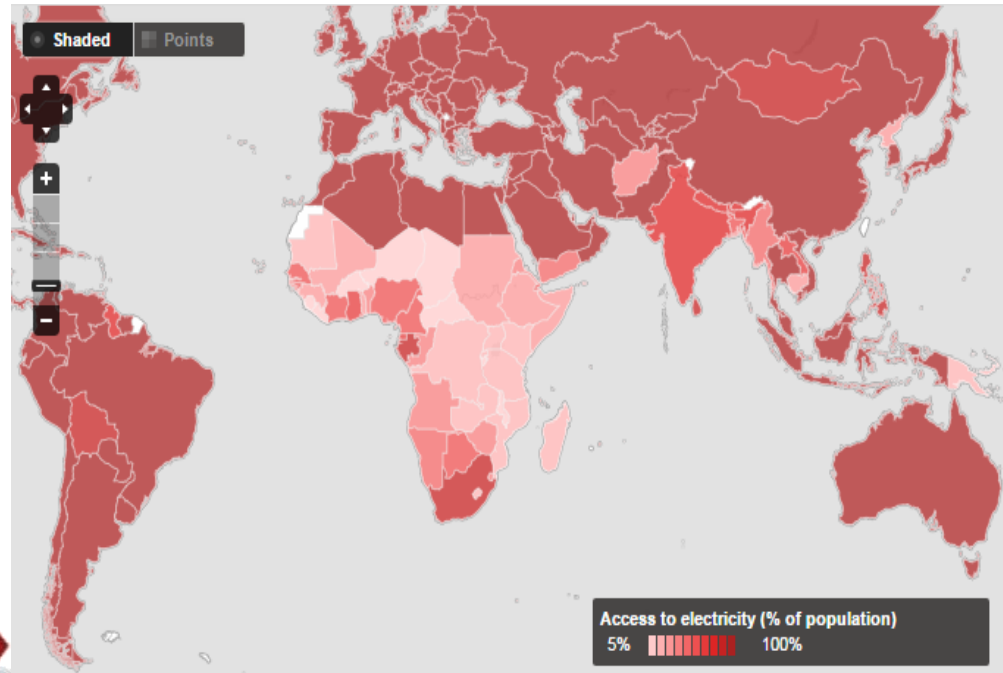 Shaded Points
+
−
Access to electricity (% of population)
5% 100%